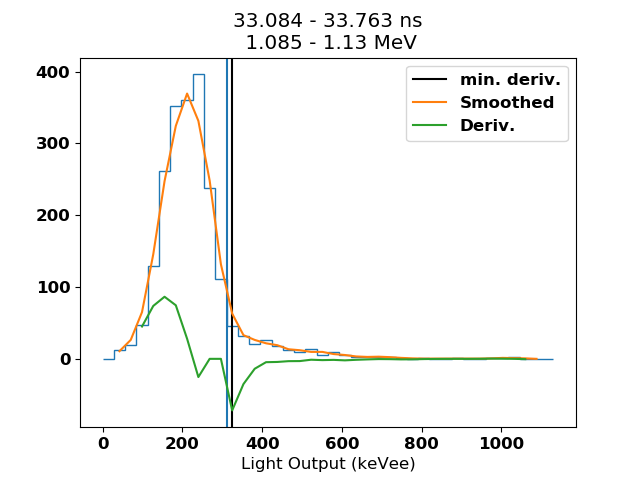 33.084 - 33.763 ns
1.085 - 1.13 MeV
min. deriv.
Smoothed
Deriv.
400
300
200
100
0
0 200 400 600 800 1000
Light Output (keVee)